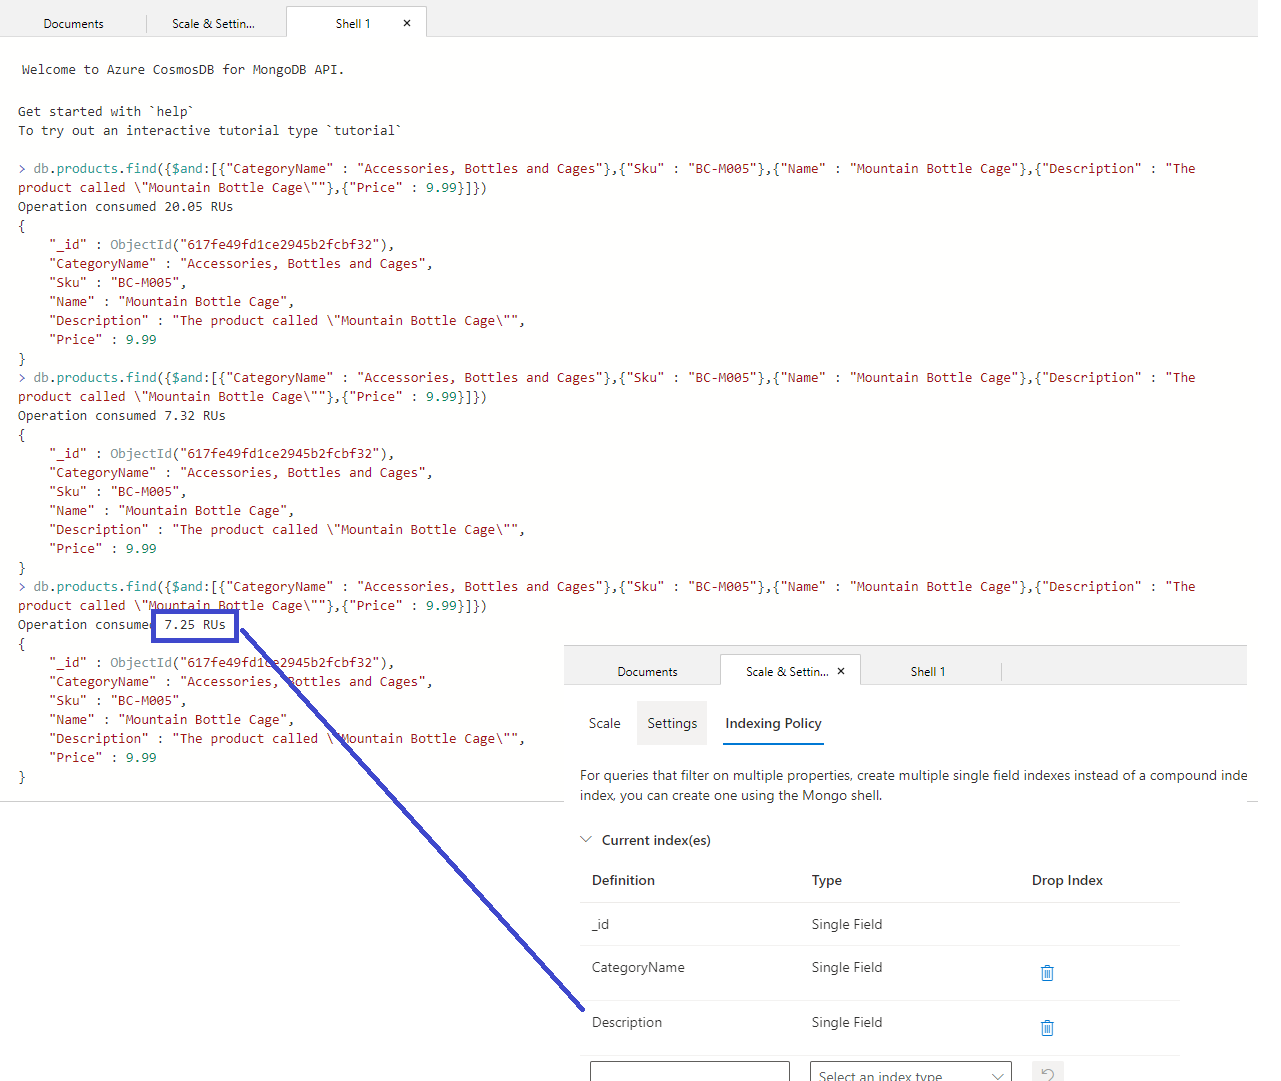 Documents
Scale & Settin...
Shell 1
Welcome to Azure CosmosDB for MongoDB API.
Get started with `help`
To try out an interactive tutorial type `tutorial`
> db.products.find({$and:[{"CategoryName" : "Accessories, Bottles and Cages"},{"Sku" : "BC-M005"},{"Name" : "Mountain Bottle Cage"},{"Description" : "The
product called \"Mountain Bottle Cage\""},{"Price" : 9.99}]})
Operation consumed 20.05 RUs
{
"_id" : ObjectId("617fe49fd1ce2945b2fcbf32"),
"CategoryName" : "Accessories, Bottles and Cages",
"Sku" : "BC-M005",
"Name" : "Mountain Bottle Cage",
"Description" : "The product called \"Mountain Bottle Cage\"",
"Price" : 9.99
}
> db.products.find({$and:[{"CategoryName" : "Accessories, Bottles and Cages"},{"Sku" : "BC-M005"},{"Name" : "Mountain Bottle Cage"},{"Description" : "The
product called \"Mountain Bottle Cage\""},{"Price" : 9.99}]})
Operation consumed 7.32 RUs
{
"_id" : ObjectId("617fe49fd1ce2945b2fcbf32"),
"CategoryName" : "Accessories, Bottles and Cages",
"Sku" : "BC-M005",
"Name" : "Mountain Bottle Cage",
"Description" : "The product called \"Mountain Bottle Cage\"",
"Price" : 9.99
}
> db.products.find({$and:[{"CategoryName" : "Accessories, Bottles and Cages"},{"Sku" : "BC-M005"},{"Name" : "Mountain Bottle Cage"},{"Description" : "The
product called \"Mountain Bottle Cage\""},{"Price" : 9.99}]})
Operation consumed 7.25 RUs
{
"_id" : ObjectId("617fe49fd1ce2945b2fcbf32"),
"CategoryName" : "Accessories, Bottles and Cages",
"Sku" : "BC-M005",
"Name" : "Mountain Bottle Cage",
"Description" : "The product called \"Mountain Bottle Cage\"",
"Price" : 9.99
}
Documents
Scale & Settin...
Shell 1
Scale
Settings
Indexing Policy
For queries that filter on multiple properties, create multiple single field indexes instead of a compound inde
index, you can create one using the Mongo shell.
Current index(es)
Definition Type Drop Index
_id Single Field
CategoryName Single Field
Description Single Field
Select an index type